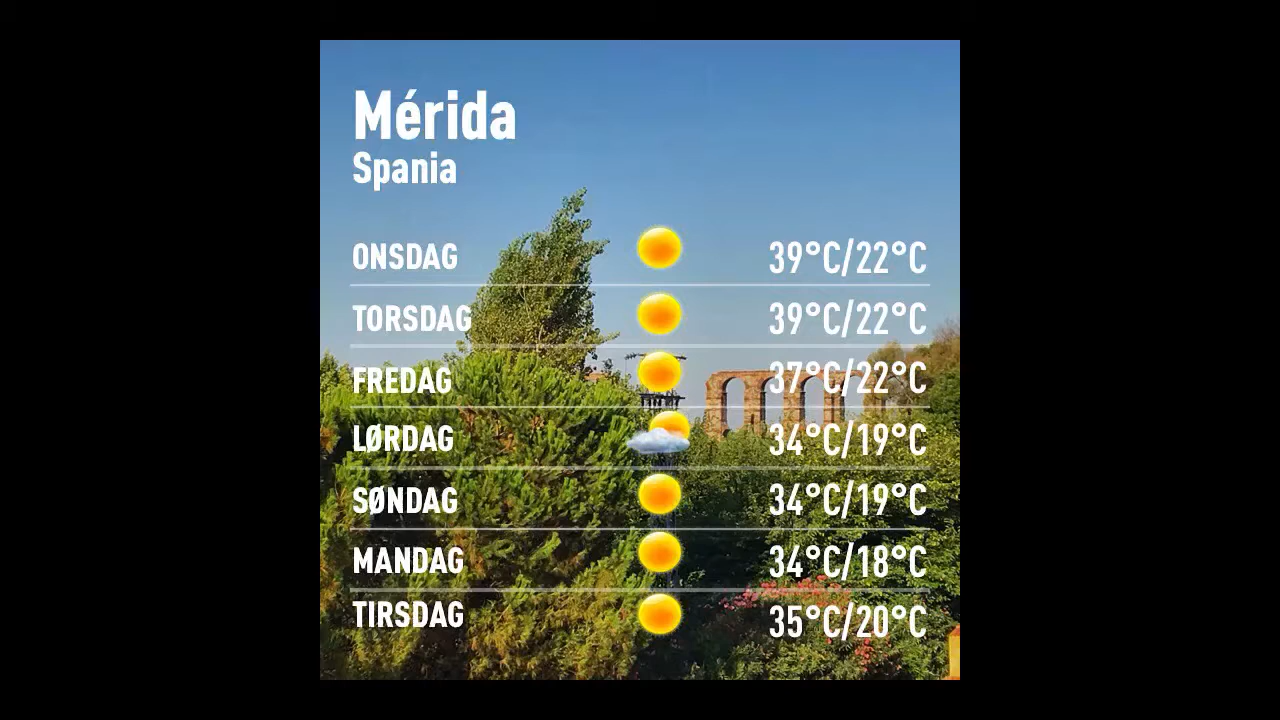 Mérida
Spania
ONSDAG 39°C/22°C
TORSDAG 39°C/22°C
FREDAG 37°C/22°C
LØRDAG 34°C/19°C
SØNDAG 34°C/19°C
MANDAG 34°C/18°C
TIRSDAG 35°C/20°C